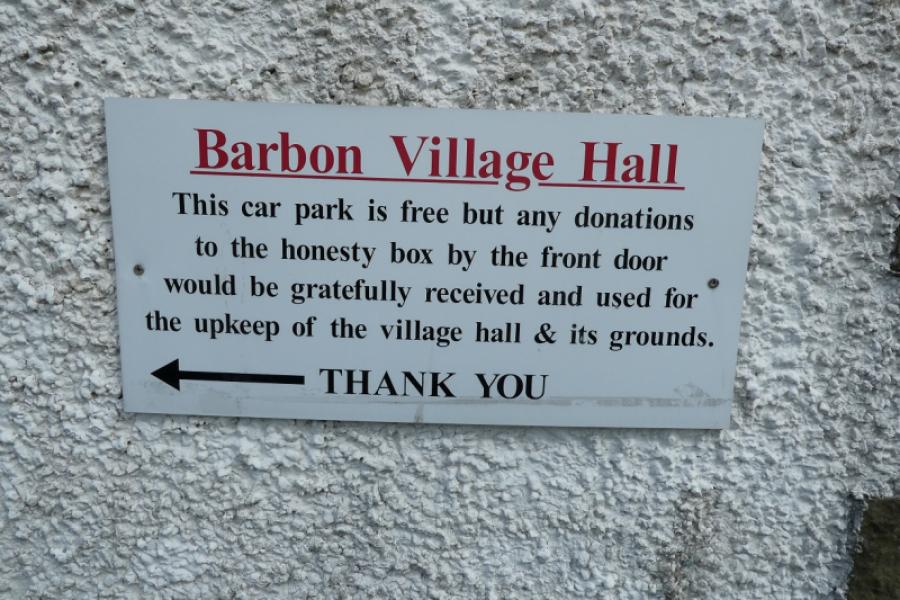 Barbon Village Hall
This car park is free but any donations
to the honesty box by the front door
would be gratefully received and used for
the upkeep of the village hall & its grounds.
THANK YOU